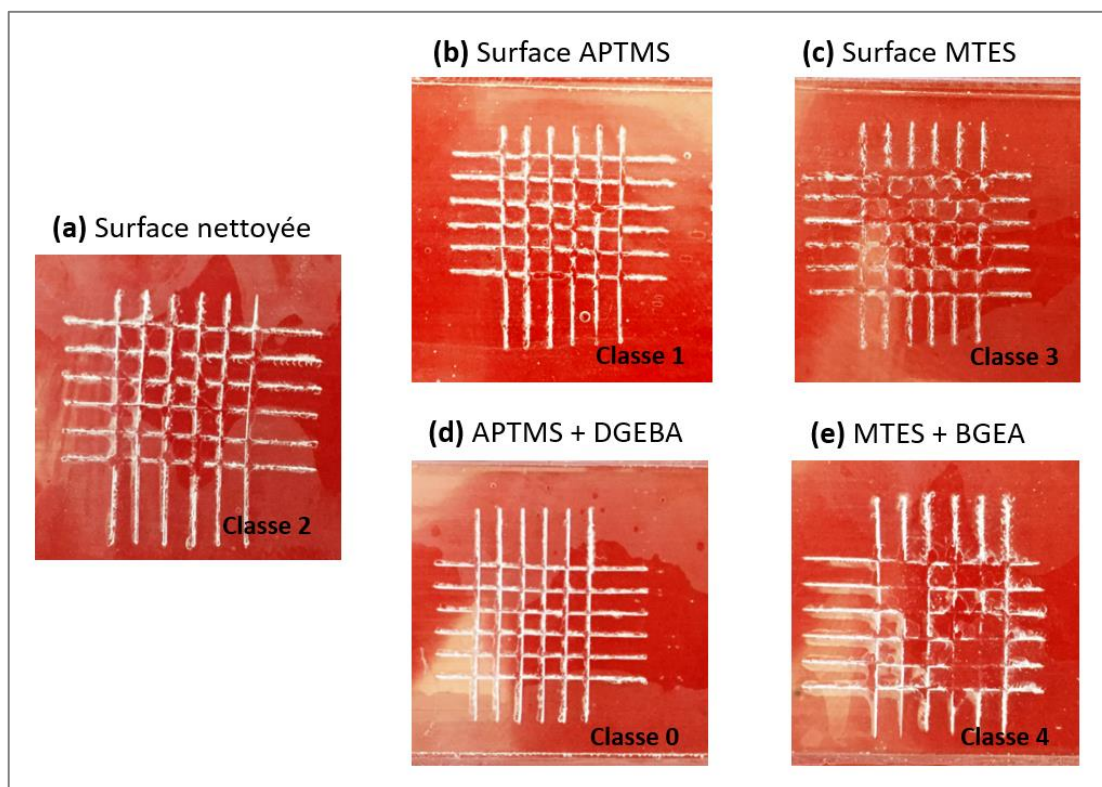 (a) Surface nettoyée
Classe 2
(b) Surface APTMS
Classe 1
(c) Surface MTES
Classe 3
(d) APTMS + DGEBA
Classe 0
(e) MTES + BGEA
Classe 4